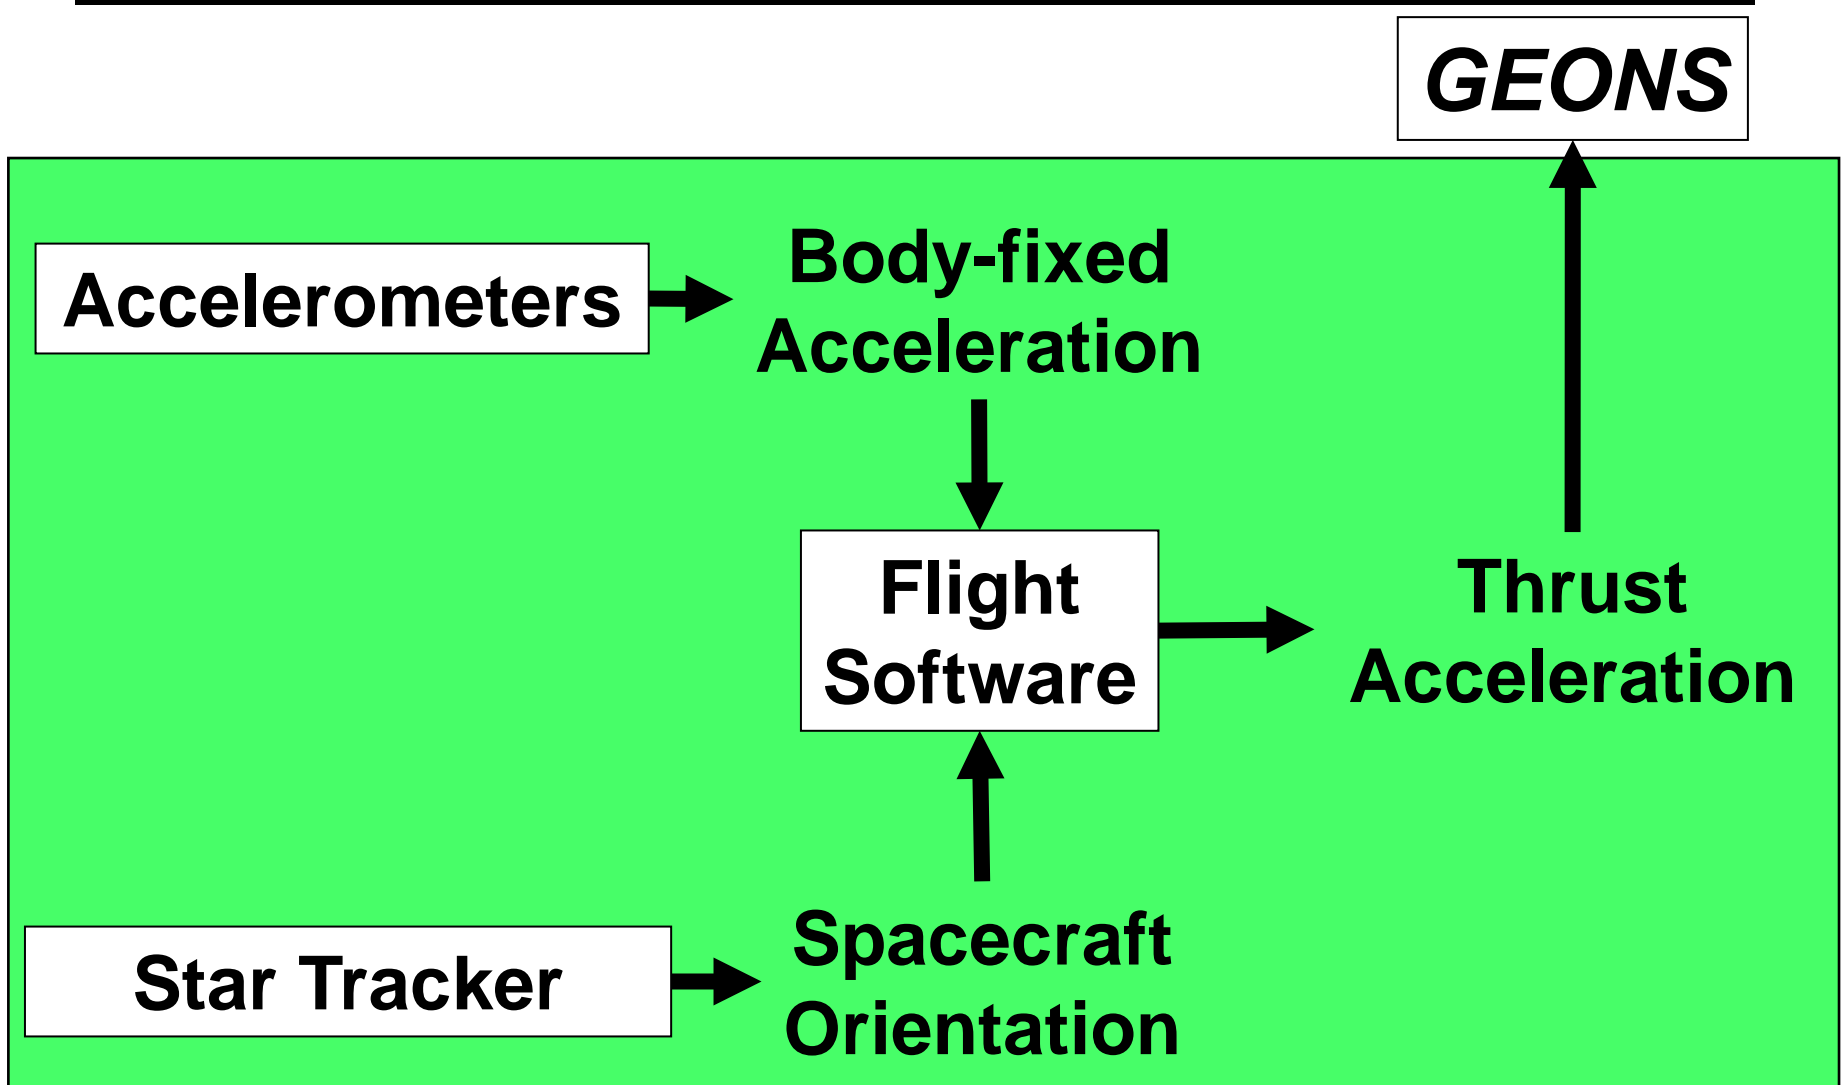 GEONS
Accelerometers
Body-fixed
Acceleration
Flight
Software
Thrust
Acceleration
Star Tracker
Spacecraft
Orientation